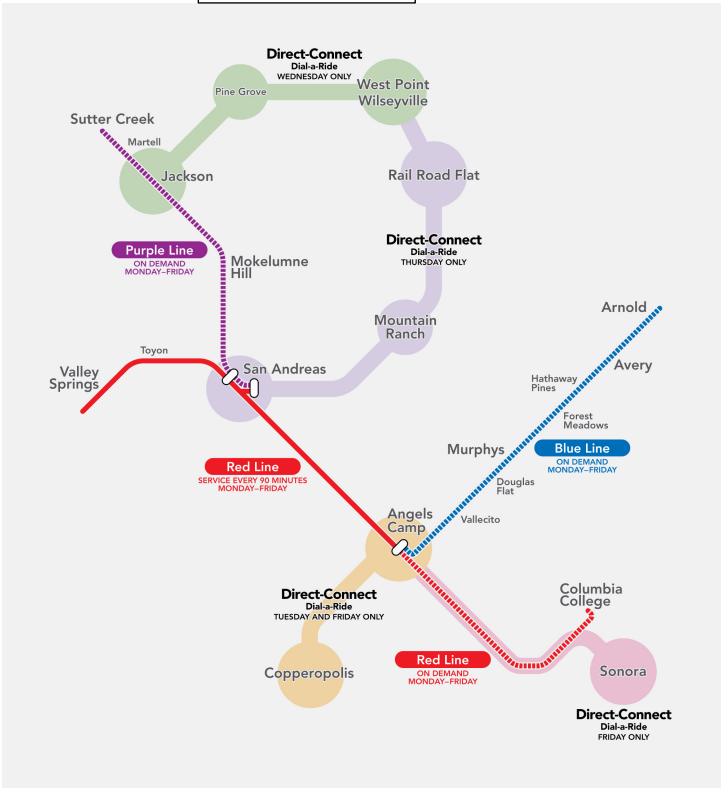 Direct-Connect
Dial-a-Ride
WEDNESDAY ONLY
Pine Grove
West Point
Wilseyville
Sutter Creek
Martell
Jackson
Rail Road Flat
Purple Line
ON DEMAND
MONDAY–FRIDAY
Mokelumne
Hill
Direct-Connect
Dial-a-Ride
THURSDAY ONLY
Mountain
Ranch
Arnold
Avery
Toyon
Valley
Springs
San Andreas
Hathaway
Pines
Forest
Meadows
Murphys
Blue Line
ON DEMAND
MONDAY–FRIDAY
Red Line
SERVICE EVERY 90 MINUTES
MONDAY–FRIDAY
Douglas
Flat
Angels
Camp
Vallecito
Direct-Connect
Dial-a-Ride
TUESDAY AND FRIDAY ONLY
Columbia
College
Copperopolis
Red Line
ON DEMAND
MONDAY–FRIDAY
Sonora
Direct-Connect
Dial-a-Ride
FRIDAY ONLY